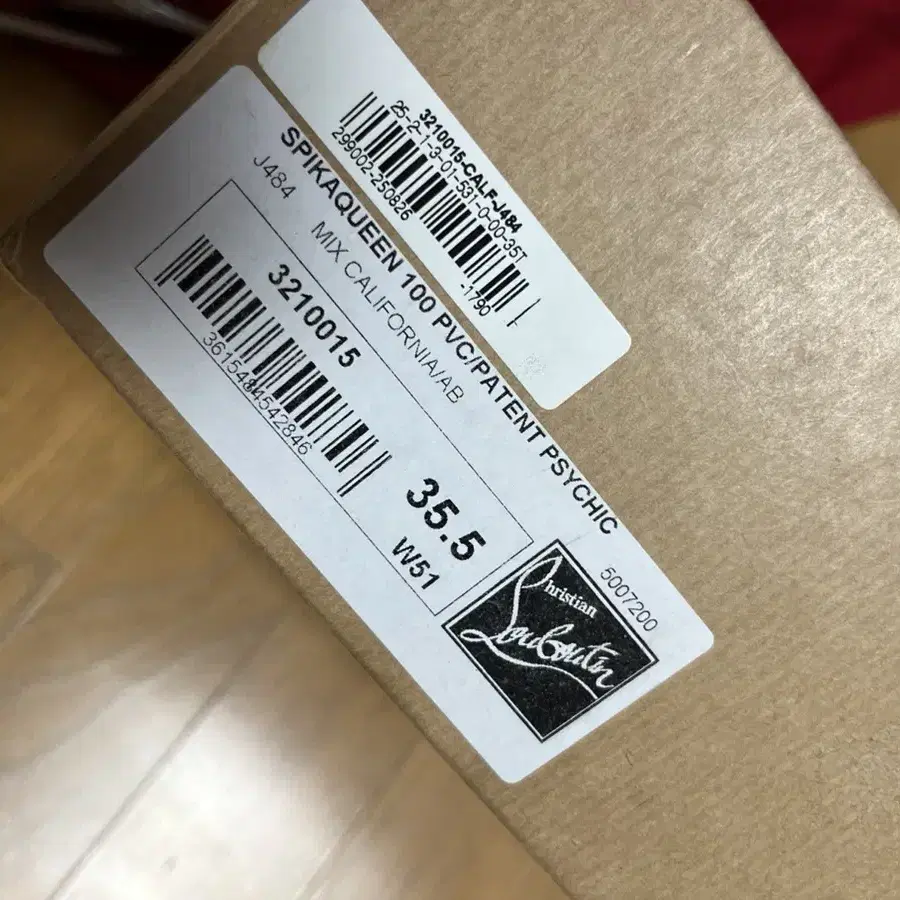 3210015-CALF-J484
25-2-1-3-01-531-0-00-35T
299002-250826
-1790
SPIKAQUEEN 100 PVC/PATENT PSYCHIC
J484 MIX CALIFORNIA/AB
3210015
3615484542846
35.5
W51
5007200
Christian
Louboutin